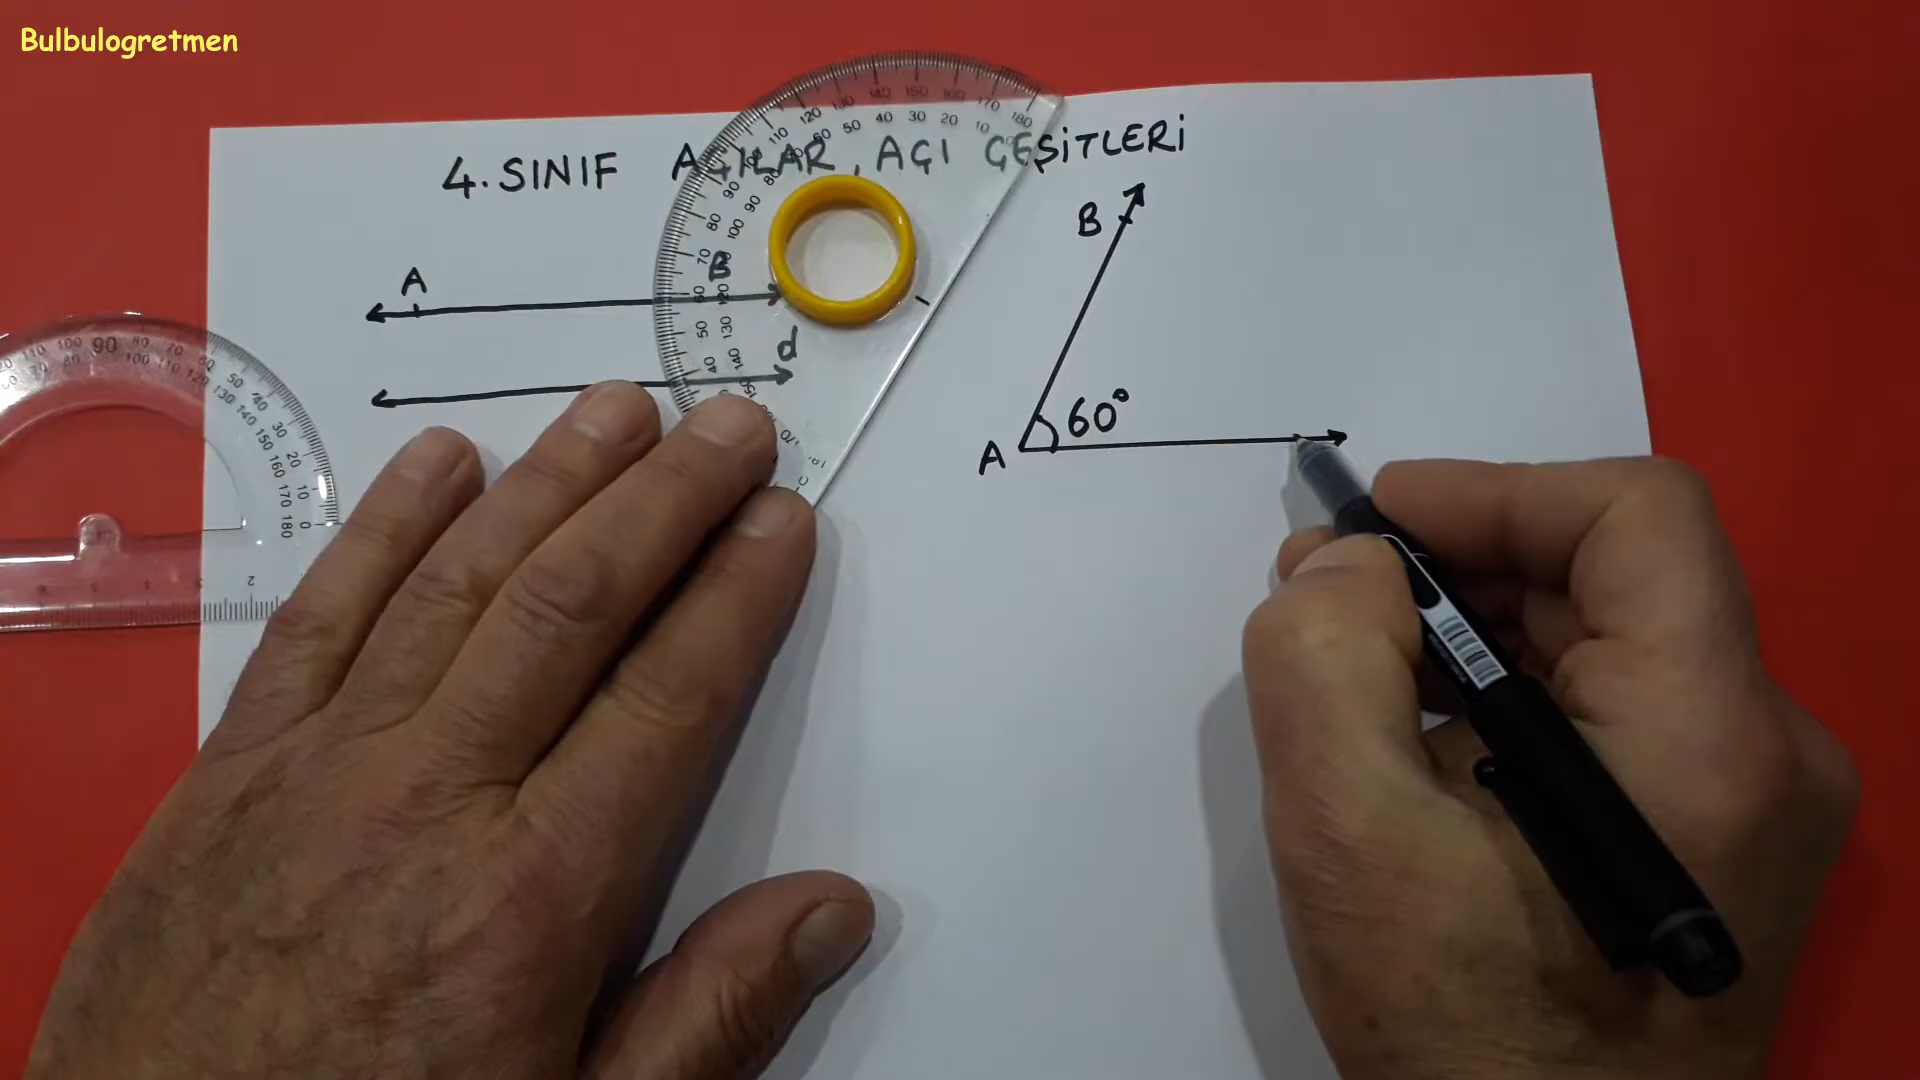 Bulbulogretmen
4. SINIF AÇILAR, AÇI ÇEŞİTLERİ
A
B
d
B
60°
A